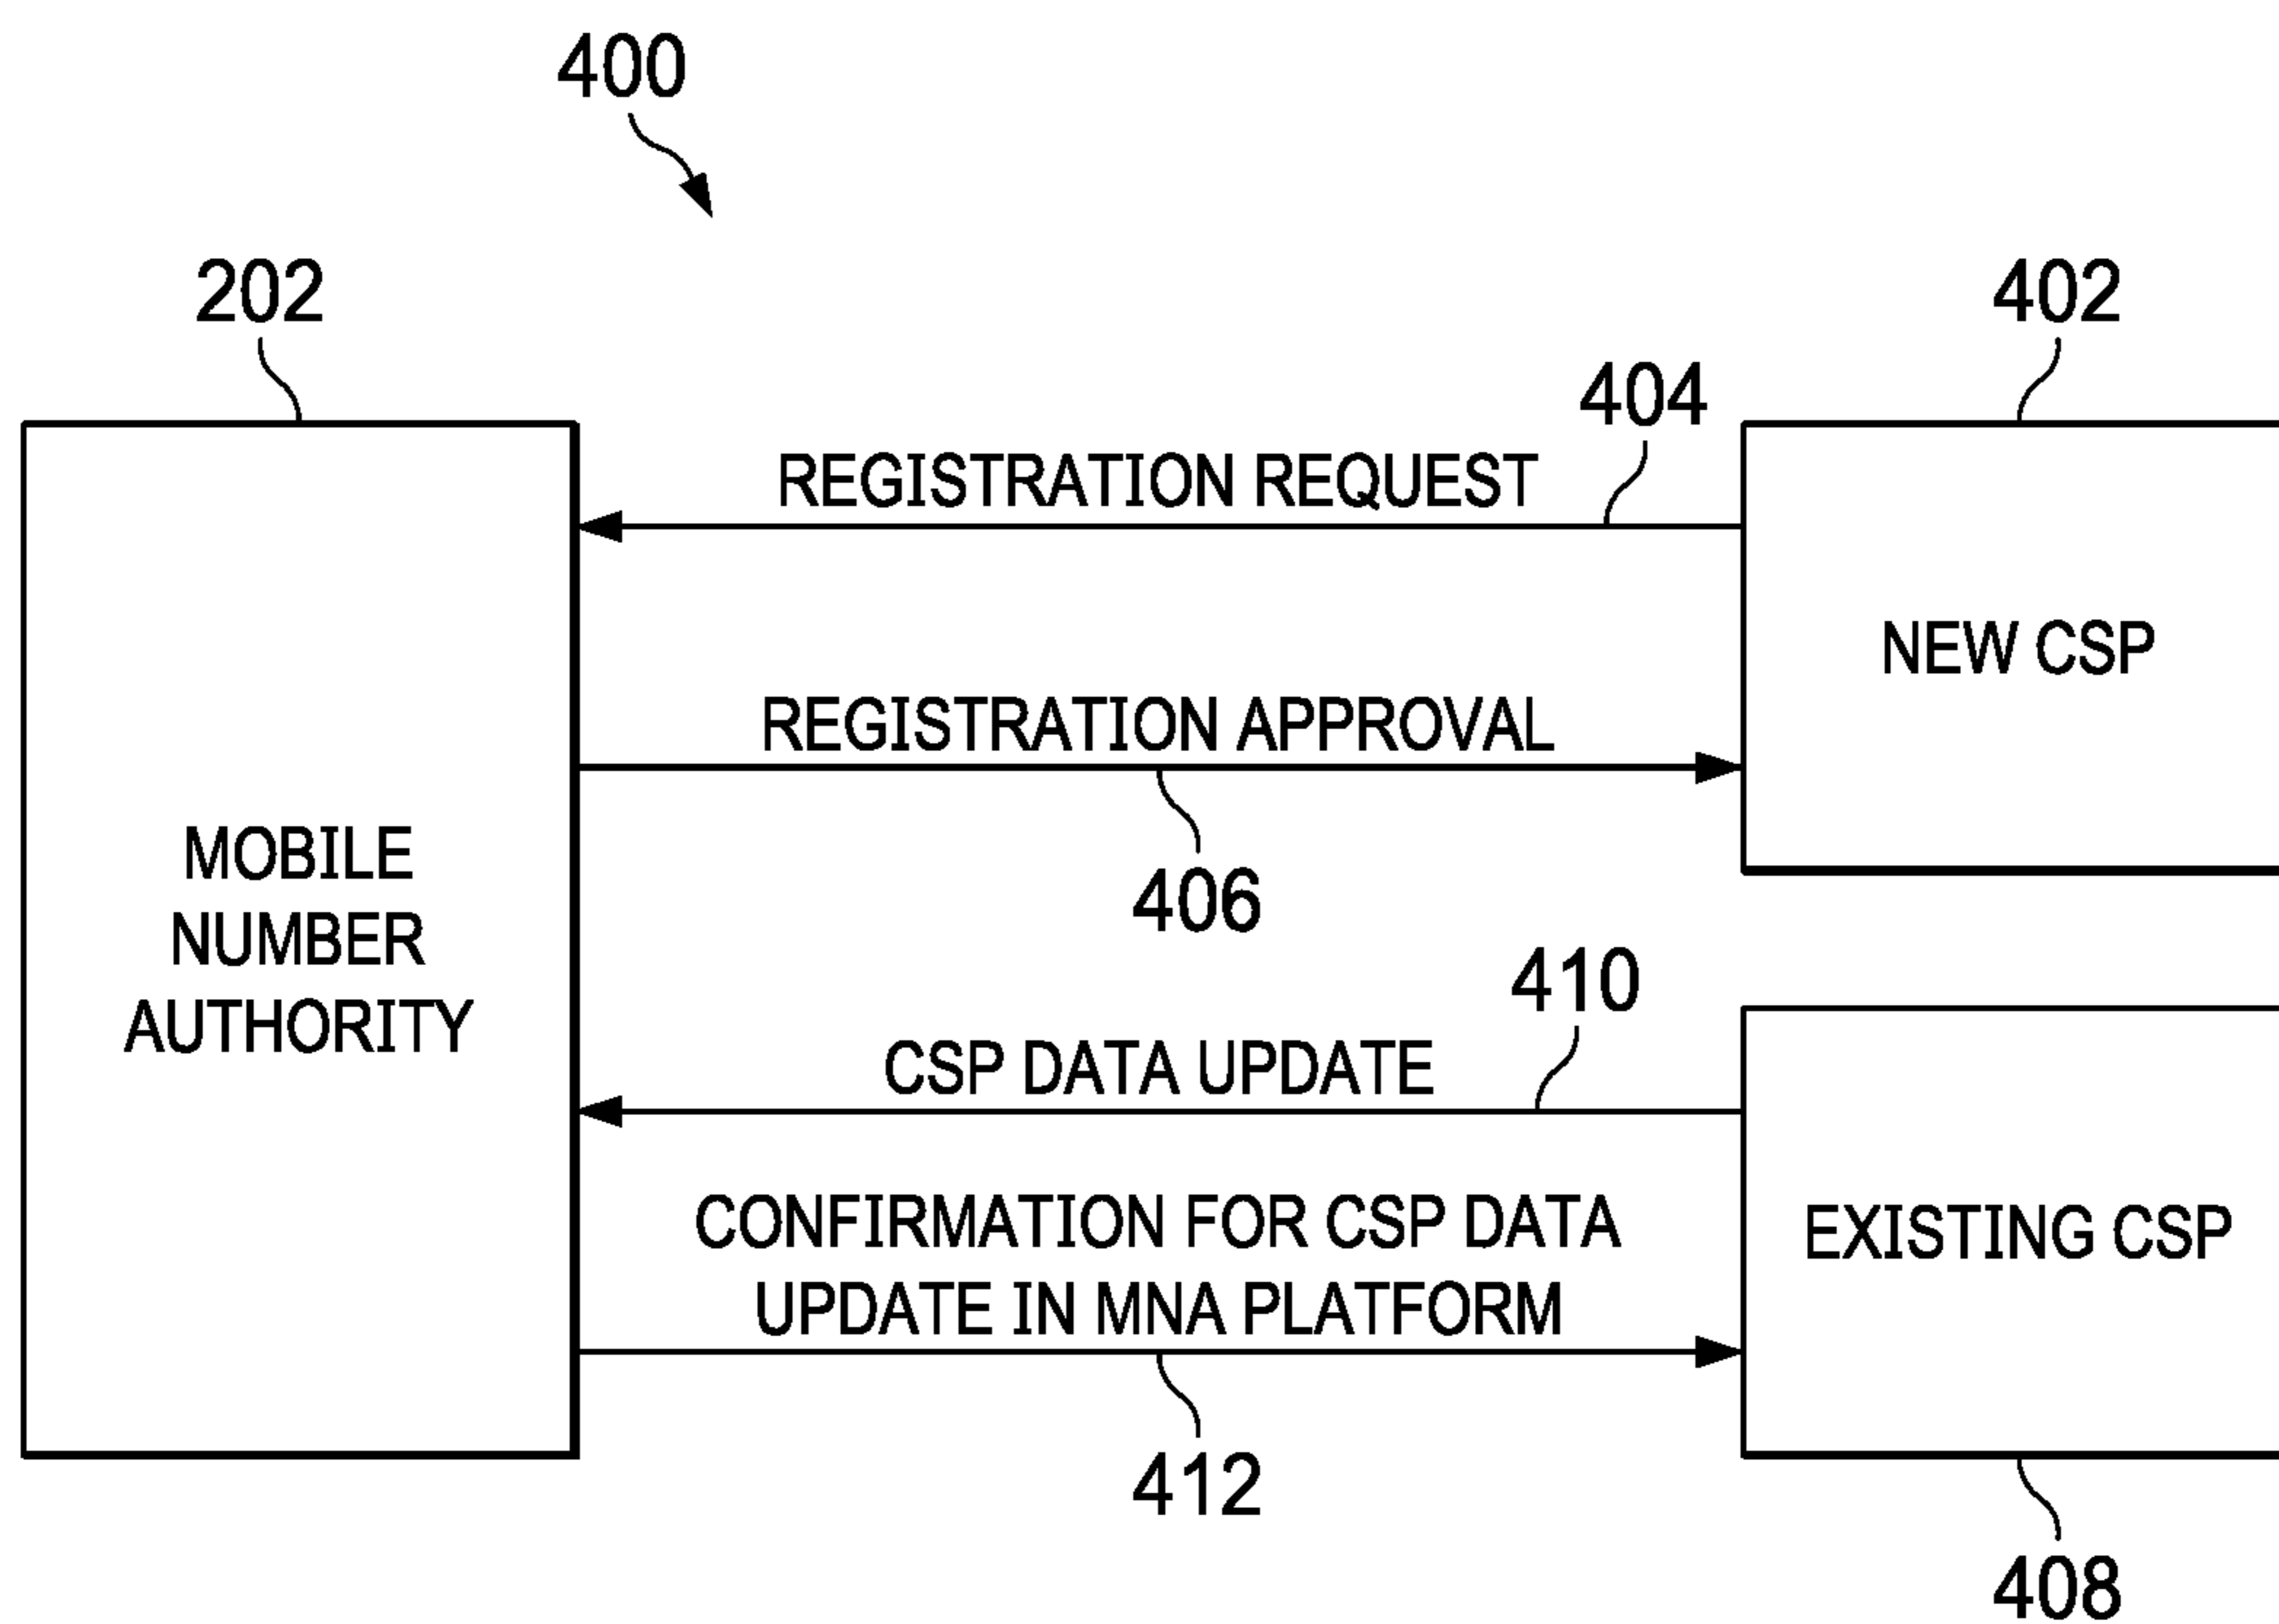 400
202
402
404
REGISTRATION REQUEST
NEW CSP
REGISTRATION APPROVAL
406
MOBILE
NUMBER
AUTHORITY
410
CSP DATA UPDATE
CONFIRMATION FOR CSP DATA
UPDATE IN MNA PLATFORM
EXISTING CSP
412
408